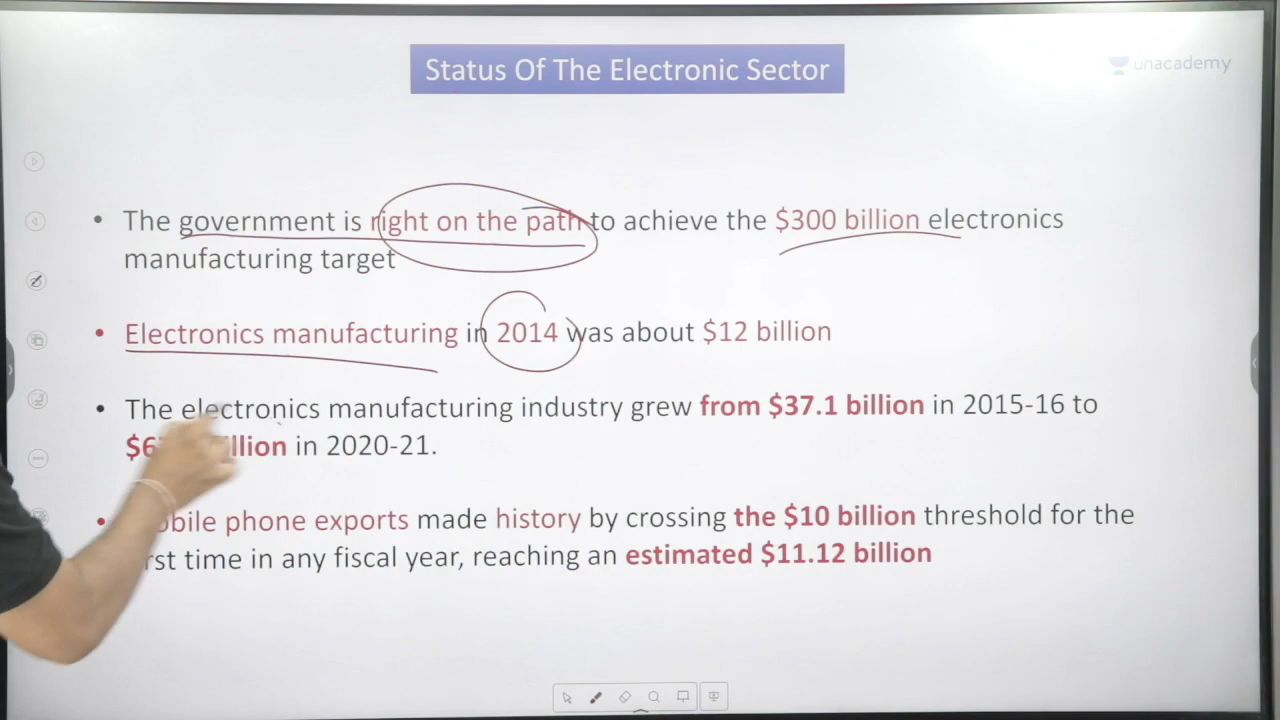 Status Of The Electronic Sector
unacademy
• The government is right on the path to achieve the $300 billion electronics
manufacturing target
• Electronics manufacturing in 2014 was about $12 billion
• The electronics manufacturing industry grew from $37.1 billion in 2015-16 to
in 2020-21.
phone exports made history by crossing the $10 billion threshold for the
time in any fiscal year, reaching an estimated $11.12 billion